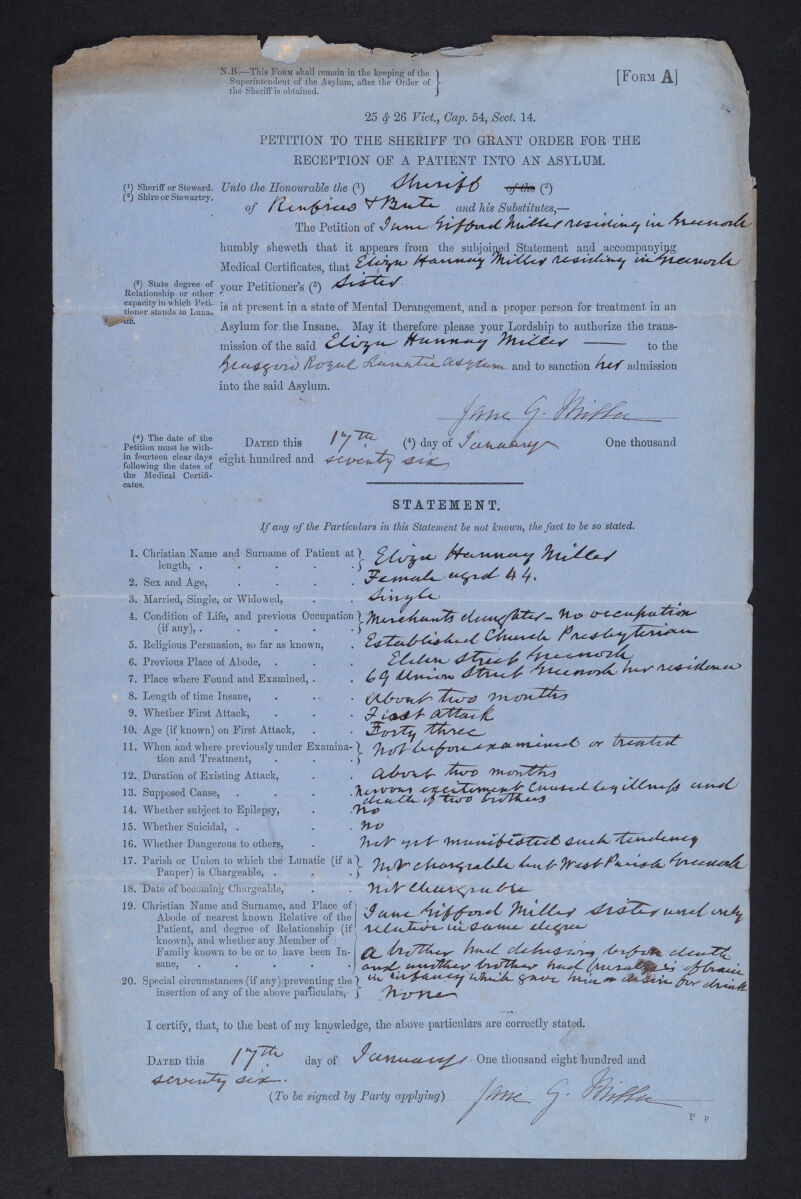 N.B.—This Form shall remain in the keeping of the
Superintendent of the Asylum, after the Order of
the Sheriff is obtained.
[Form A]
25 & 26 Vict., Cap. 54, Sect. 14.
PETITION TO THE SHERIFF TO GRANT ORDER FOR THE
RECEPTION OF A PATIENT INTO AN ASYLUM.
(1) Sheriff or Steward.
(2) Shire or Stewartry.
Unto the Honourable the (1) Sheriff of the (2)
of Renfrew & Bute and his Substitutes,—
The Petition of Jane Gifford Miller residing in Greenock
humbly sheweth that it appears from the subjoined Statement and accompanying
Medical Certificates, that Eliza Hannay Miller residing in Greenock
(3) State degree of
Relationship or other
capacity in which Peti-
tioner stands to Luna-
tic.
your Petitioner's (3) Sister
is at present in a state of Mental Derangement, and a proper person for treatment in an
Asylum for the Insane. May it therefore please your Lordship to authorize the trans-
mission of the said Eliza Hannay Miller — to the
Glasgow Royal Lunatic Asylum and to sanction her admission
into the said Asylum.
Jane G. Miller
(4) The date of the
Petition must be with-
in fourteen clear days
following the dates of
the Medical Certifi-
cates.
Dated this 17th (4) day of January One thousand
eight hundred and seventy six
STATEMENT.
If any of the Particulars in this Statement be not known, the fact to be so stated.
1. Christian Name and Surname of Patient at
length, . Eliza Hannay Miller
2. Sex and Age, Female aged 44.
3. Married, Single, or Widowed, Single
4. Condition of Life, and previous Occupation
(if any), . Merchants daughter - no occupation
5. Religious Persuasion, so far as known, Established Church Presbyterian
6. Previous Place of Abode, Eldon Street Greenock
7. Place where Found and Examined, 69 Union Street Greenock her residence
8. Length of time Insane, About two months
9. Whether First Attack, First attack
10. Age (if known) on First Attack, Forty three
11. When and where previously under Examina-
tion and Treatment, Not before examined or treated
12. Duration of Existing Attack, About two months
13. Supposed Cause, Nervous excitement caused by illness and
death of two brothers
14. Whether subject to Epilepsy, No
15. Whether Suicidal, No
16. Whether Dangerous to others, Not yet manifested such tendency
17. Parish or Union to which the Lunatic (if a
Pauper) is Chargeable, Not chargeable but West Parish Greenock
18. Date of becoming Chargeable, Not chargeable
19. Christian Name and Surname, and Place of
Abode of nearest known Relative of the
Patient, and degree of Relationship (if
known), and whether any Member of
Family known to be or to have been In-
sane,
Jane Gifford Miller sister and only
relative in same degree
A brother had delusions before death
and another brother had of brain
in infancy which gave him a desire for drink
20. Special circumstances (if any) preventing the
insertion of any of the above particulars, None
I certify, that, to the best of my knowledge, the above particulars are correctly stated.
Dated this 17th day of January One thousand eight hundred and
seventy six.
(To be signed by Party applying) Jane G. Miller
P P